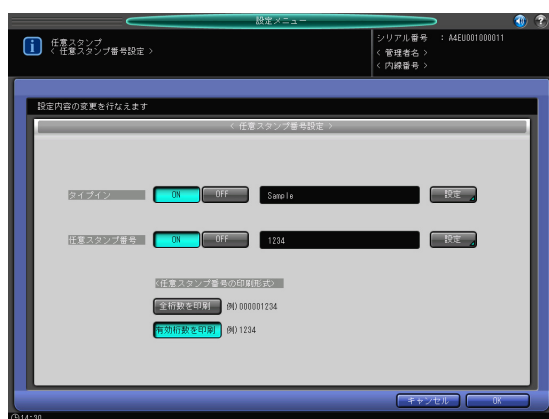 設定メニュー
任意スタンプ
< 任意スタンプ番号設定 >
シリアル番号 : A4EU001000011
< 管理者名 >
< 内線番号 >
設定内容の変更を行なえます
< 任意スタンプ番号設定 >
タイプイン ON OFF Sample 設定
任意スタンプ番号 ON OFF 1234 設定
<任意スタンプ番号の印刷形式>
全桁数を印刷 例) 000001234
有効桁数を印刷 例) 1234
キャンセル OK
14:30